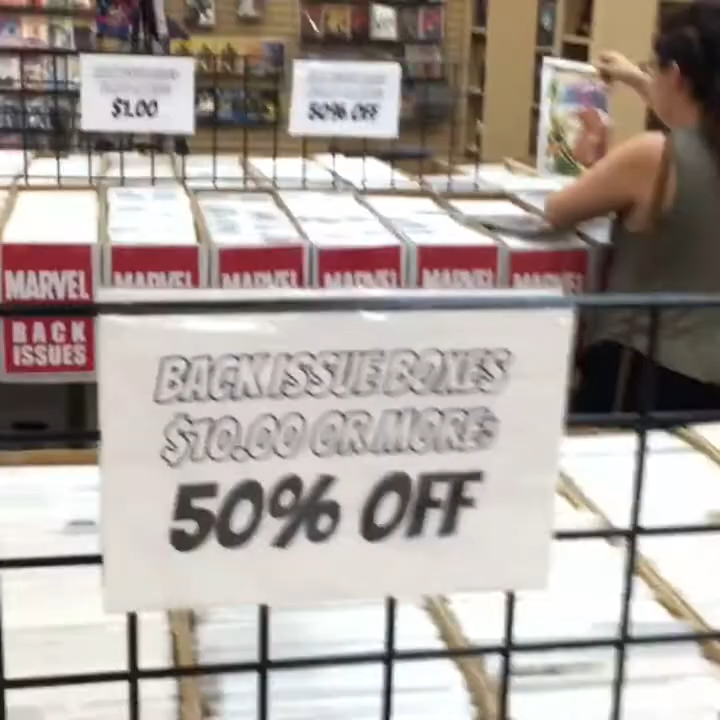 $1.00
50% OFF
MARVEL
MARVEL
MARVEL
MARVEL
MARVEL
MARVEL
BACK
ISSUES
BACK ISSUE BOXES
$10.00 OR MORE:
50% OFF